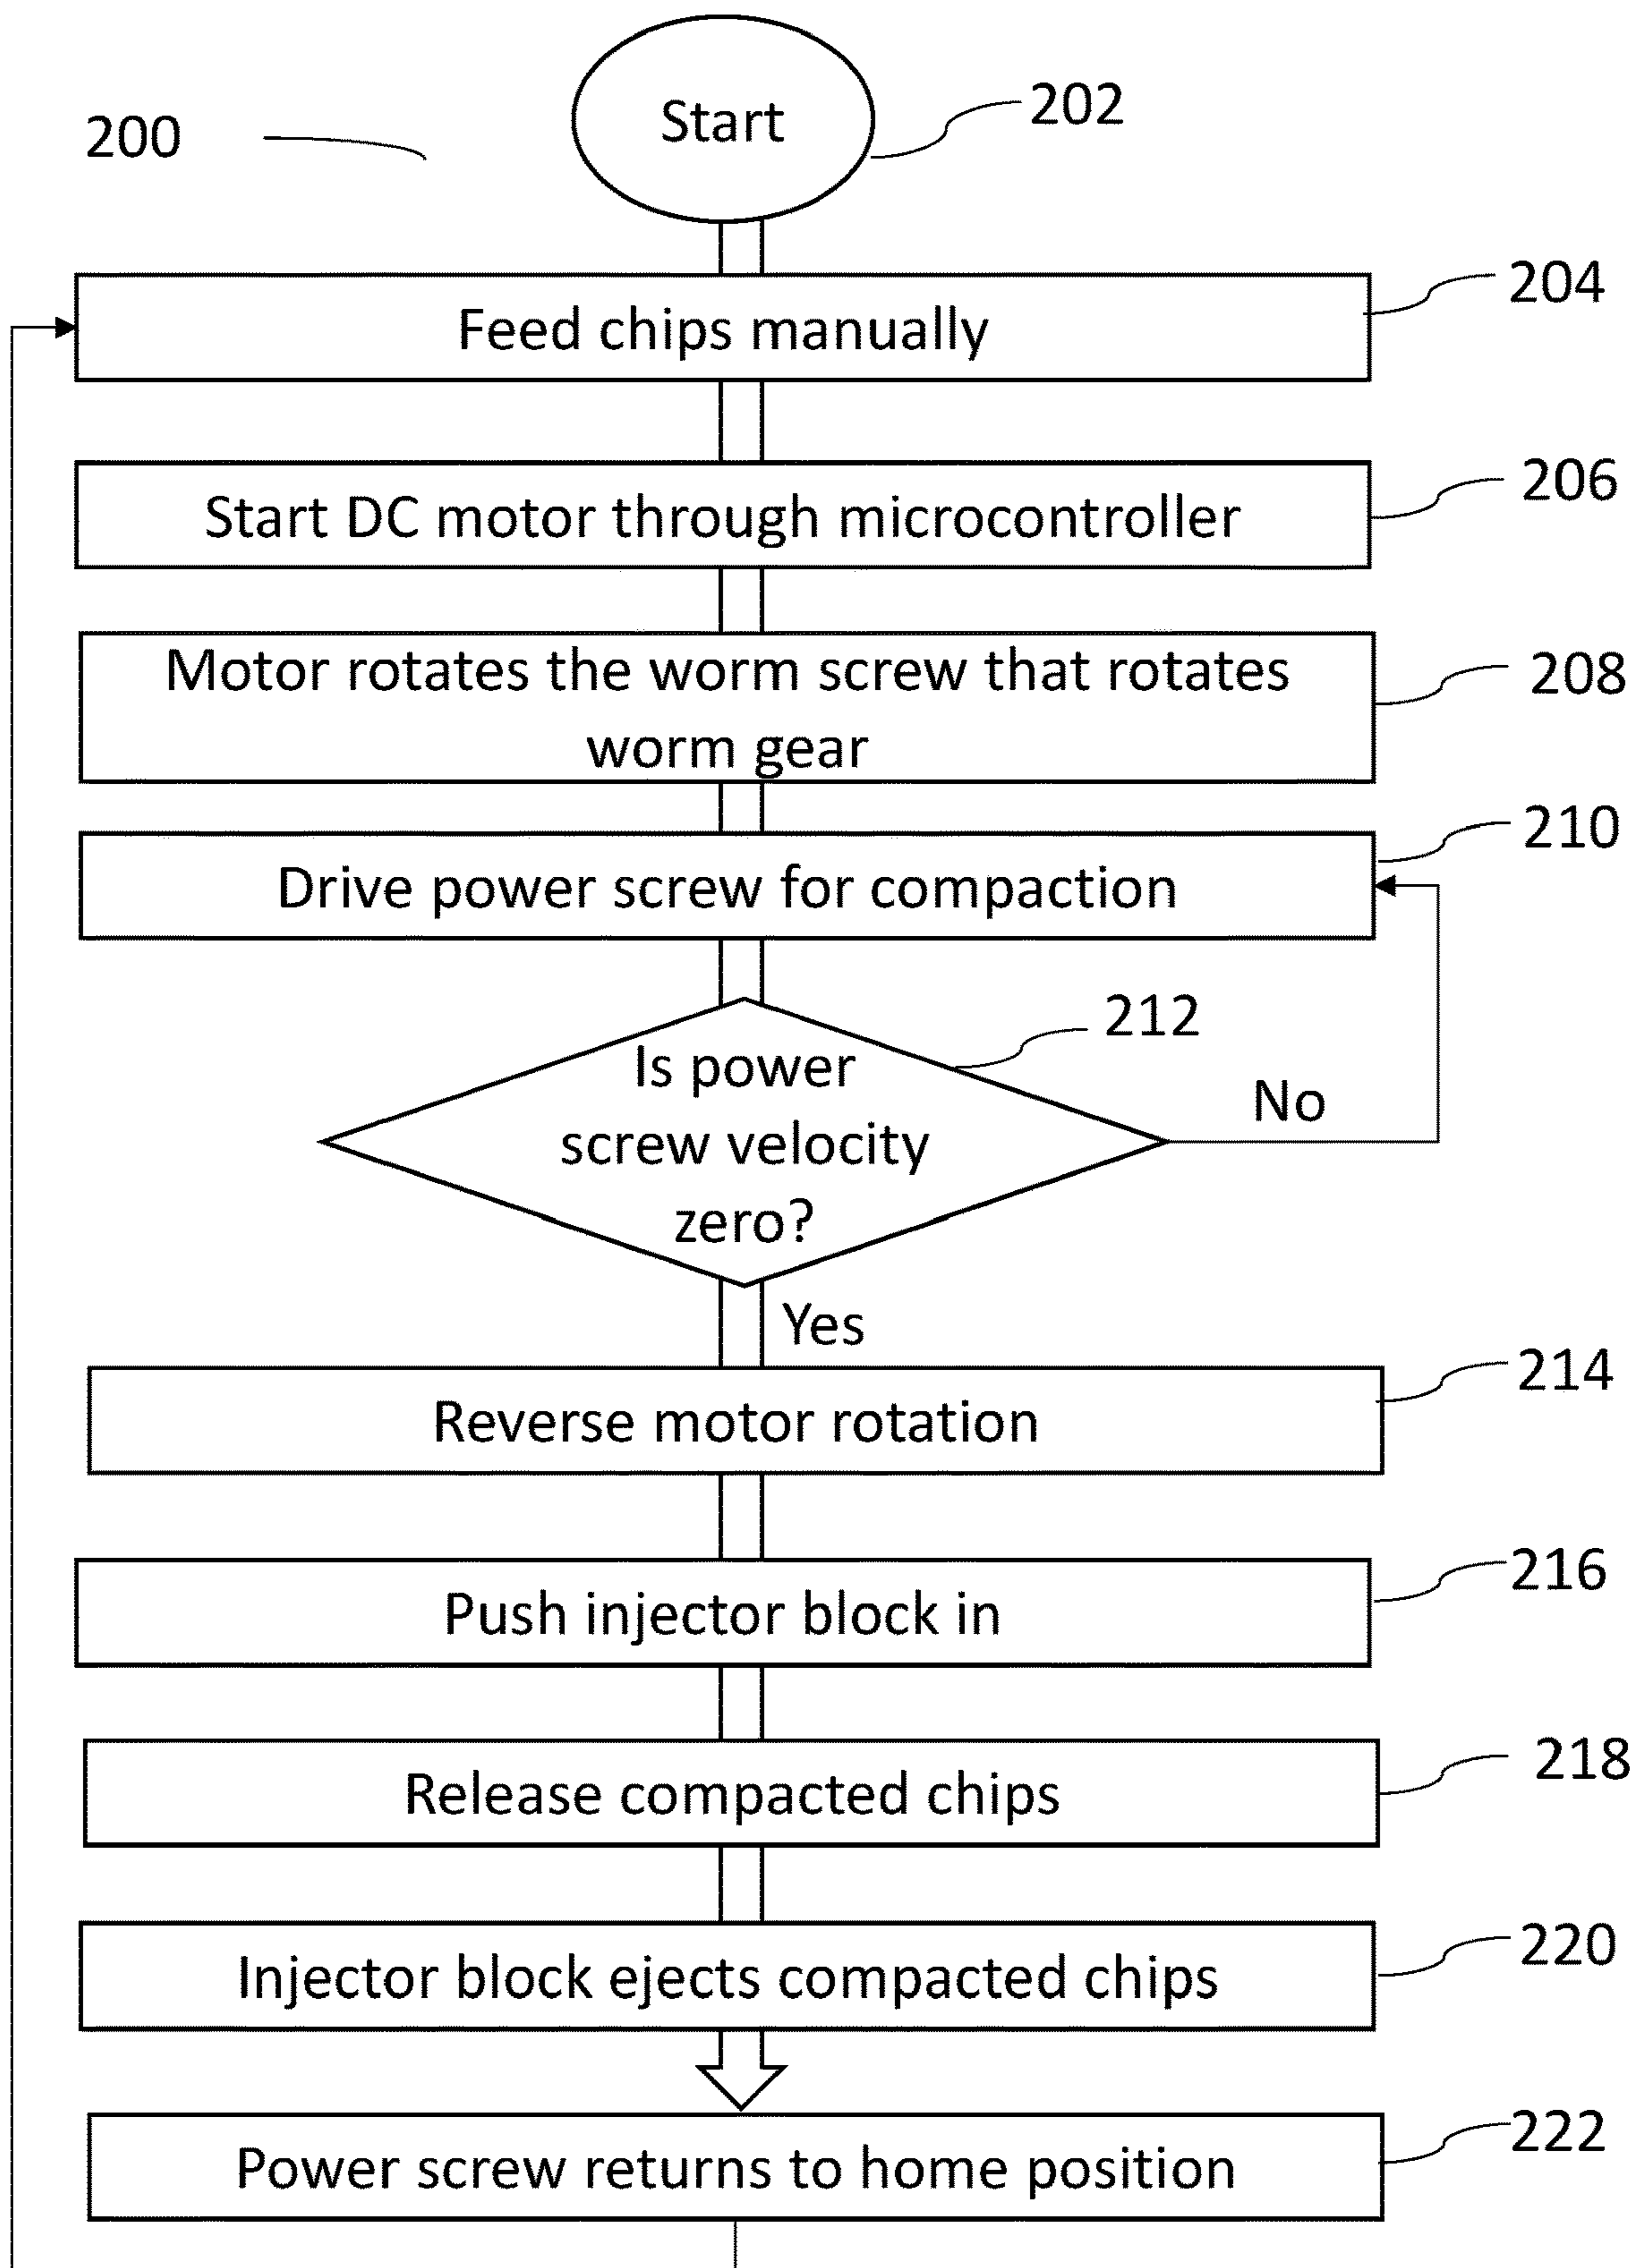 200
Start
202
Feed chips manually
204
Start DC motor through microcontroller
206
Motor rotates the worm screw that rotates
worm gear
208
Drive power screw for compaction
210
Is power
screw velocity
zero?
212
No
Yes
Reverse motor rotation
214
Push injector block in
216
Release compacted chips
218
Injector block ejects compacted chips
220
Power screw returns to home position
222